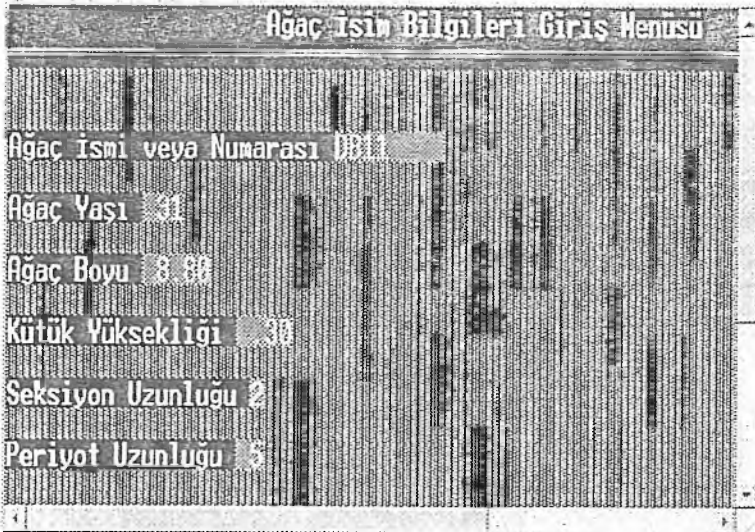 Ağaç İsim Bilgileri Giriş Menüsü
Ağaç İsmi veya Numarası DB11
Ağaç Yaşı 31
Ağaç Boyu 8.80
Kütük Yüksekliği .30
Seksiyon Uzunluğu 2
Periyot Uzunluğu 5